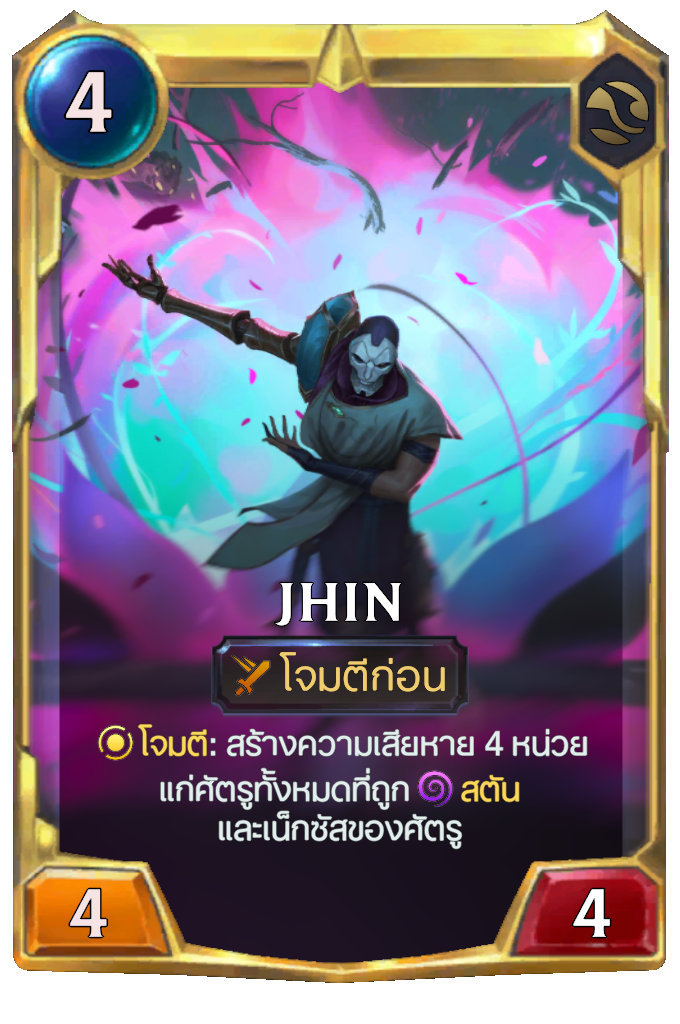 4
JHIN
โจมตีก่อน
โจมตี: สร้างความเสียหาย 4 หน่วย
แก่ศัตรูทั้งหมดที่ถูก สตัน
และเน็กซัสของศัตรู
4
4